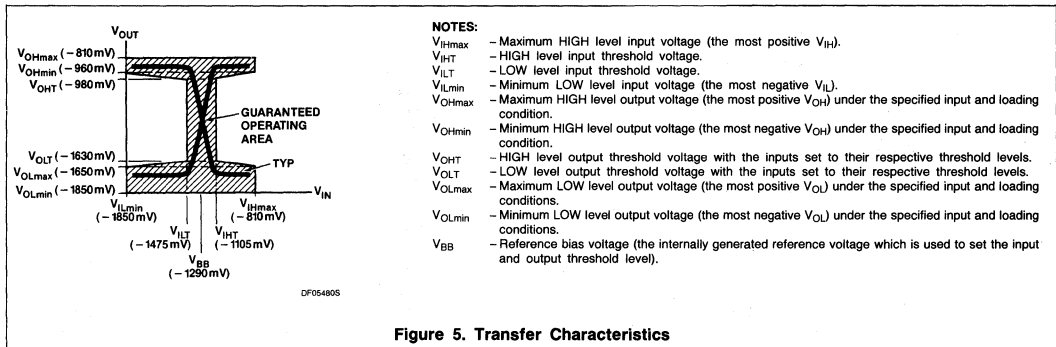 VOUT
VOHmax (−810mV)
VOHmin (−960mV)
VOHT (−980mV)
GUARANTEED
OPERATING
AREA
VOLT (−1630mV)
TYP
VOLmax (−1650mV)
VOLmin (−1850mV)
VIN
VILmin
(−1850mV)
VIHmax
(−810mV)
VILT
(−1475mV)
VIHT
(−1105mV)
VBB
(−1290mV)
DF05480S
NOTES:
VIHmax – Maximum HIGH level input voltage (the most positive VIH).
VIHT – HIGH level input threshold voltage.
VILT – LOW level input threshold voltage.
VILmin – Minimum LOW level input voltage (the most negative VIL).
VOHmax – Maximum HIGH level output voltage (the most positive VOH) under the specified input and loading
condition.
VOHmin – Minimum HIGH level output voltage (the most negative VOH) under the specified input and loading
condition.
VOHT – HIGH level output threshold voltage with the inputs set to their respective threshold levels.
VOLT – LOW level output threshold voltage with the inputs set to their respective threshold levels.
VOLmax – Maximum LOW level output voltage (the most positive VOL) under the specified input and loading
conditions.
VOLmin – Minimum LOW level output voltage (the most negative VOL) under the specified input and loading
conditions.
VBB – Reference bias voltage (the internally generated reference voltage which is used to set the input
and output threshold level).
Figure 5. Transfer Characteristics